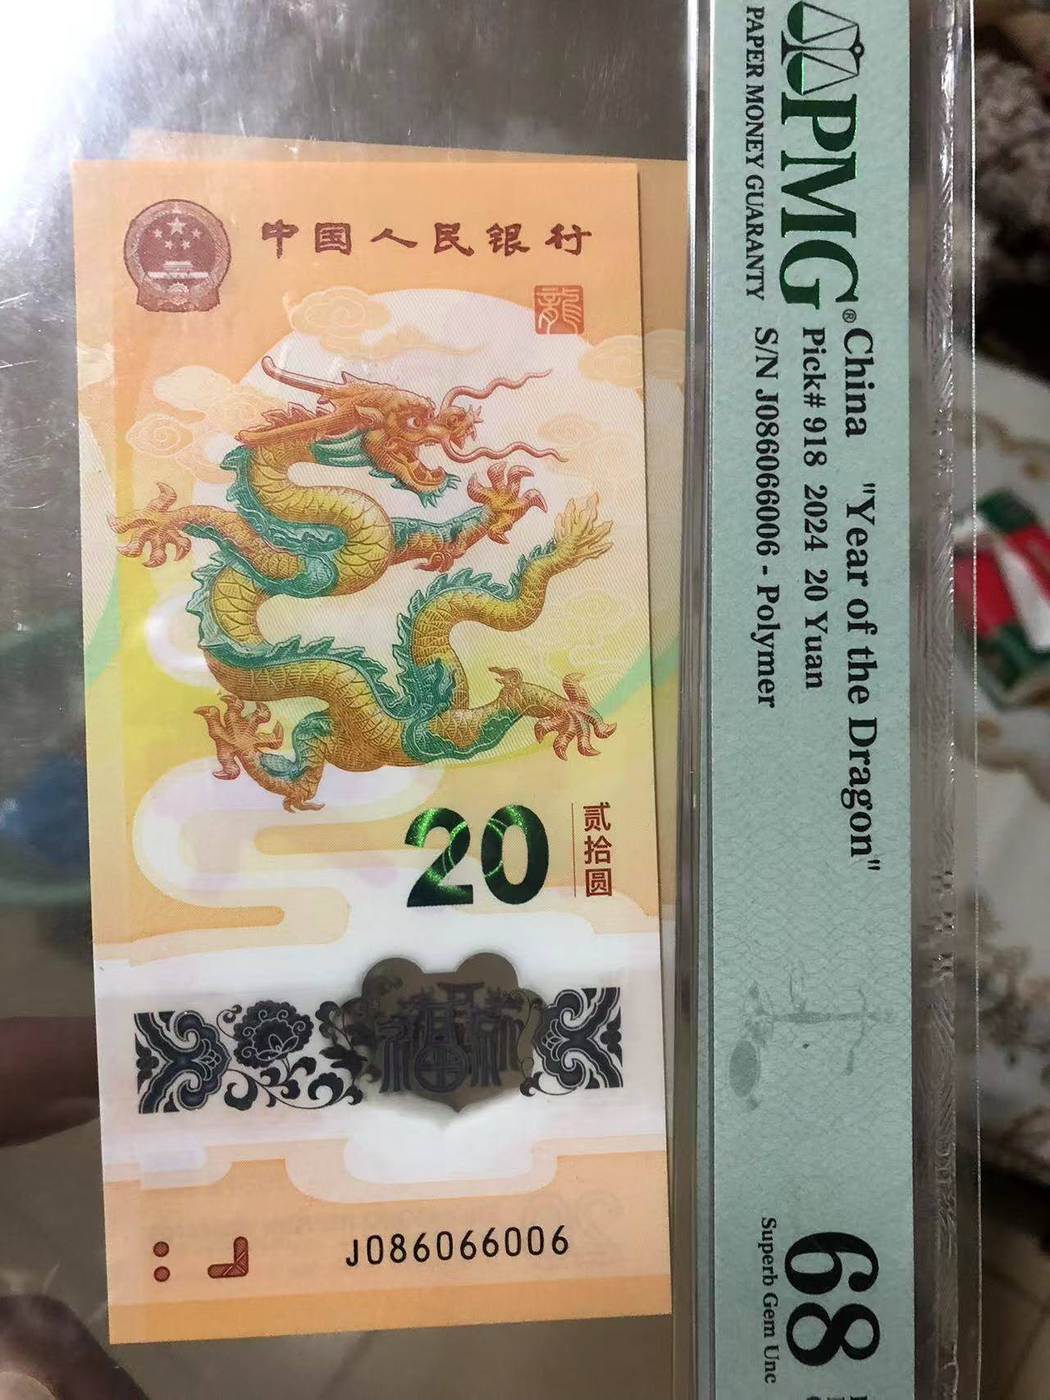 中国人民银行
龍
20
贰拾圆
J086066006
PMG®
PAPER MONEY GUARANTY
China "Year of the Dragon"
Pick# 918 2024 20 Yuan
S/N J086066006 - Polymer
68
Superb Gem Unc